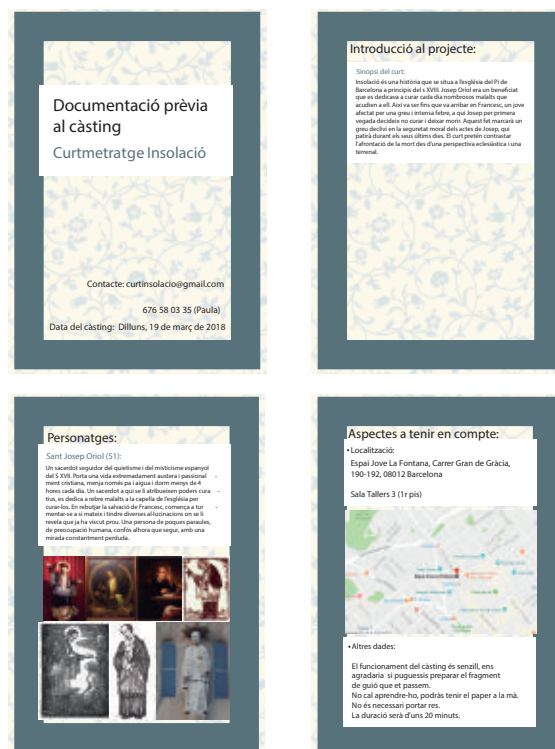 Documentació prèvia
al càsting
Curtmetratge Insolació
Contacte: curtinsolacio@gmail.com
676 58 03 35 (Paula)
Data del càsting: Dilluns, 19 de març de 2018
Introducció al projecte:
Sinopsi del curt:
Insolació és una història que se situa a l'església del PI de
Barcelona a principis del s XVIII. Josep Oriol era un beneficiat
que es dedicava a curar cada dia nombrosos malalts que
acudien a ell. Així va ser fins que va arribar en Francesc, un jove
afectat per una greu i intensa febre, a qui Josep per primera
vegada decideix no curar i deixar morir. Aquest fet marcarà un
greu declivi en la seguretat moral dels actes de Josep, qui
patirà durant els seus últims dies. El curt pretén contrastar
l'afrontació de la mort des d'una perspectiva eclesiàstica i una
terrenal.
Personatges:
Sant Josep Oriol (51):
Un sacerdot seguidor del quietisme i del misticisme espanyol
del S XVII. Porta una vida extremadament austera i passional -
ment cristiana, menja només pa i aigua i dorm menys de 4
hores cada dia. Un sacerdot a qui se li atribueixen poders cura -
tius, es dedica a rebre malalts a la capella de l'església per
curar-los. En rebutjar la salvació de Francesc, comença a tur -
mentar-se a si mateix i tindre diverses al·lucinacions on se li
revela que ja ha viscut prou. Una persona de poques paraules,
de preocupació humana, confós alhora que segur, amb una
mirada constantment perduda.
Aspectes a tenir en compte:
• Localització:
Espai Jove La Fontana, Carrer Gran de Gràcia,
190-192, 08012 Barcelona
Sala Tallers 3 (1r pis)
• Altres dades:
El funcionament del càsting és senzill, ens
agradaria si puguessis preparar el fragment
de guió que et passem.
No cal aprendre-ho, podràs tenir el paper a la mà.
No és necessari portar res.
La duració serà d'uns 20 minuts.